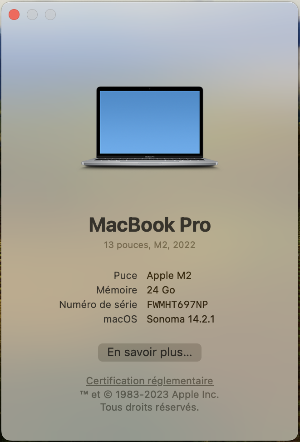 MacBook Pro
13 pouces, M2, 2022
Puce Apple M2
Mémoire 24 Go
Numéro de série FWMHT697NP
macOS Sonoma 14.2.1
En savoir plus...
Certification réglementaire
™ et © 1983-2023 Apple Inc.
Tous droits réservés.